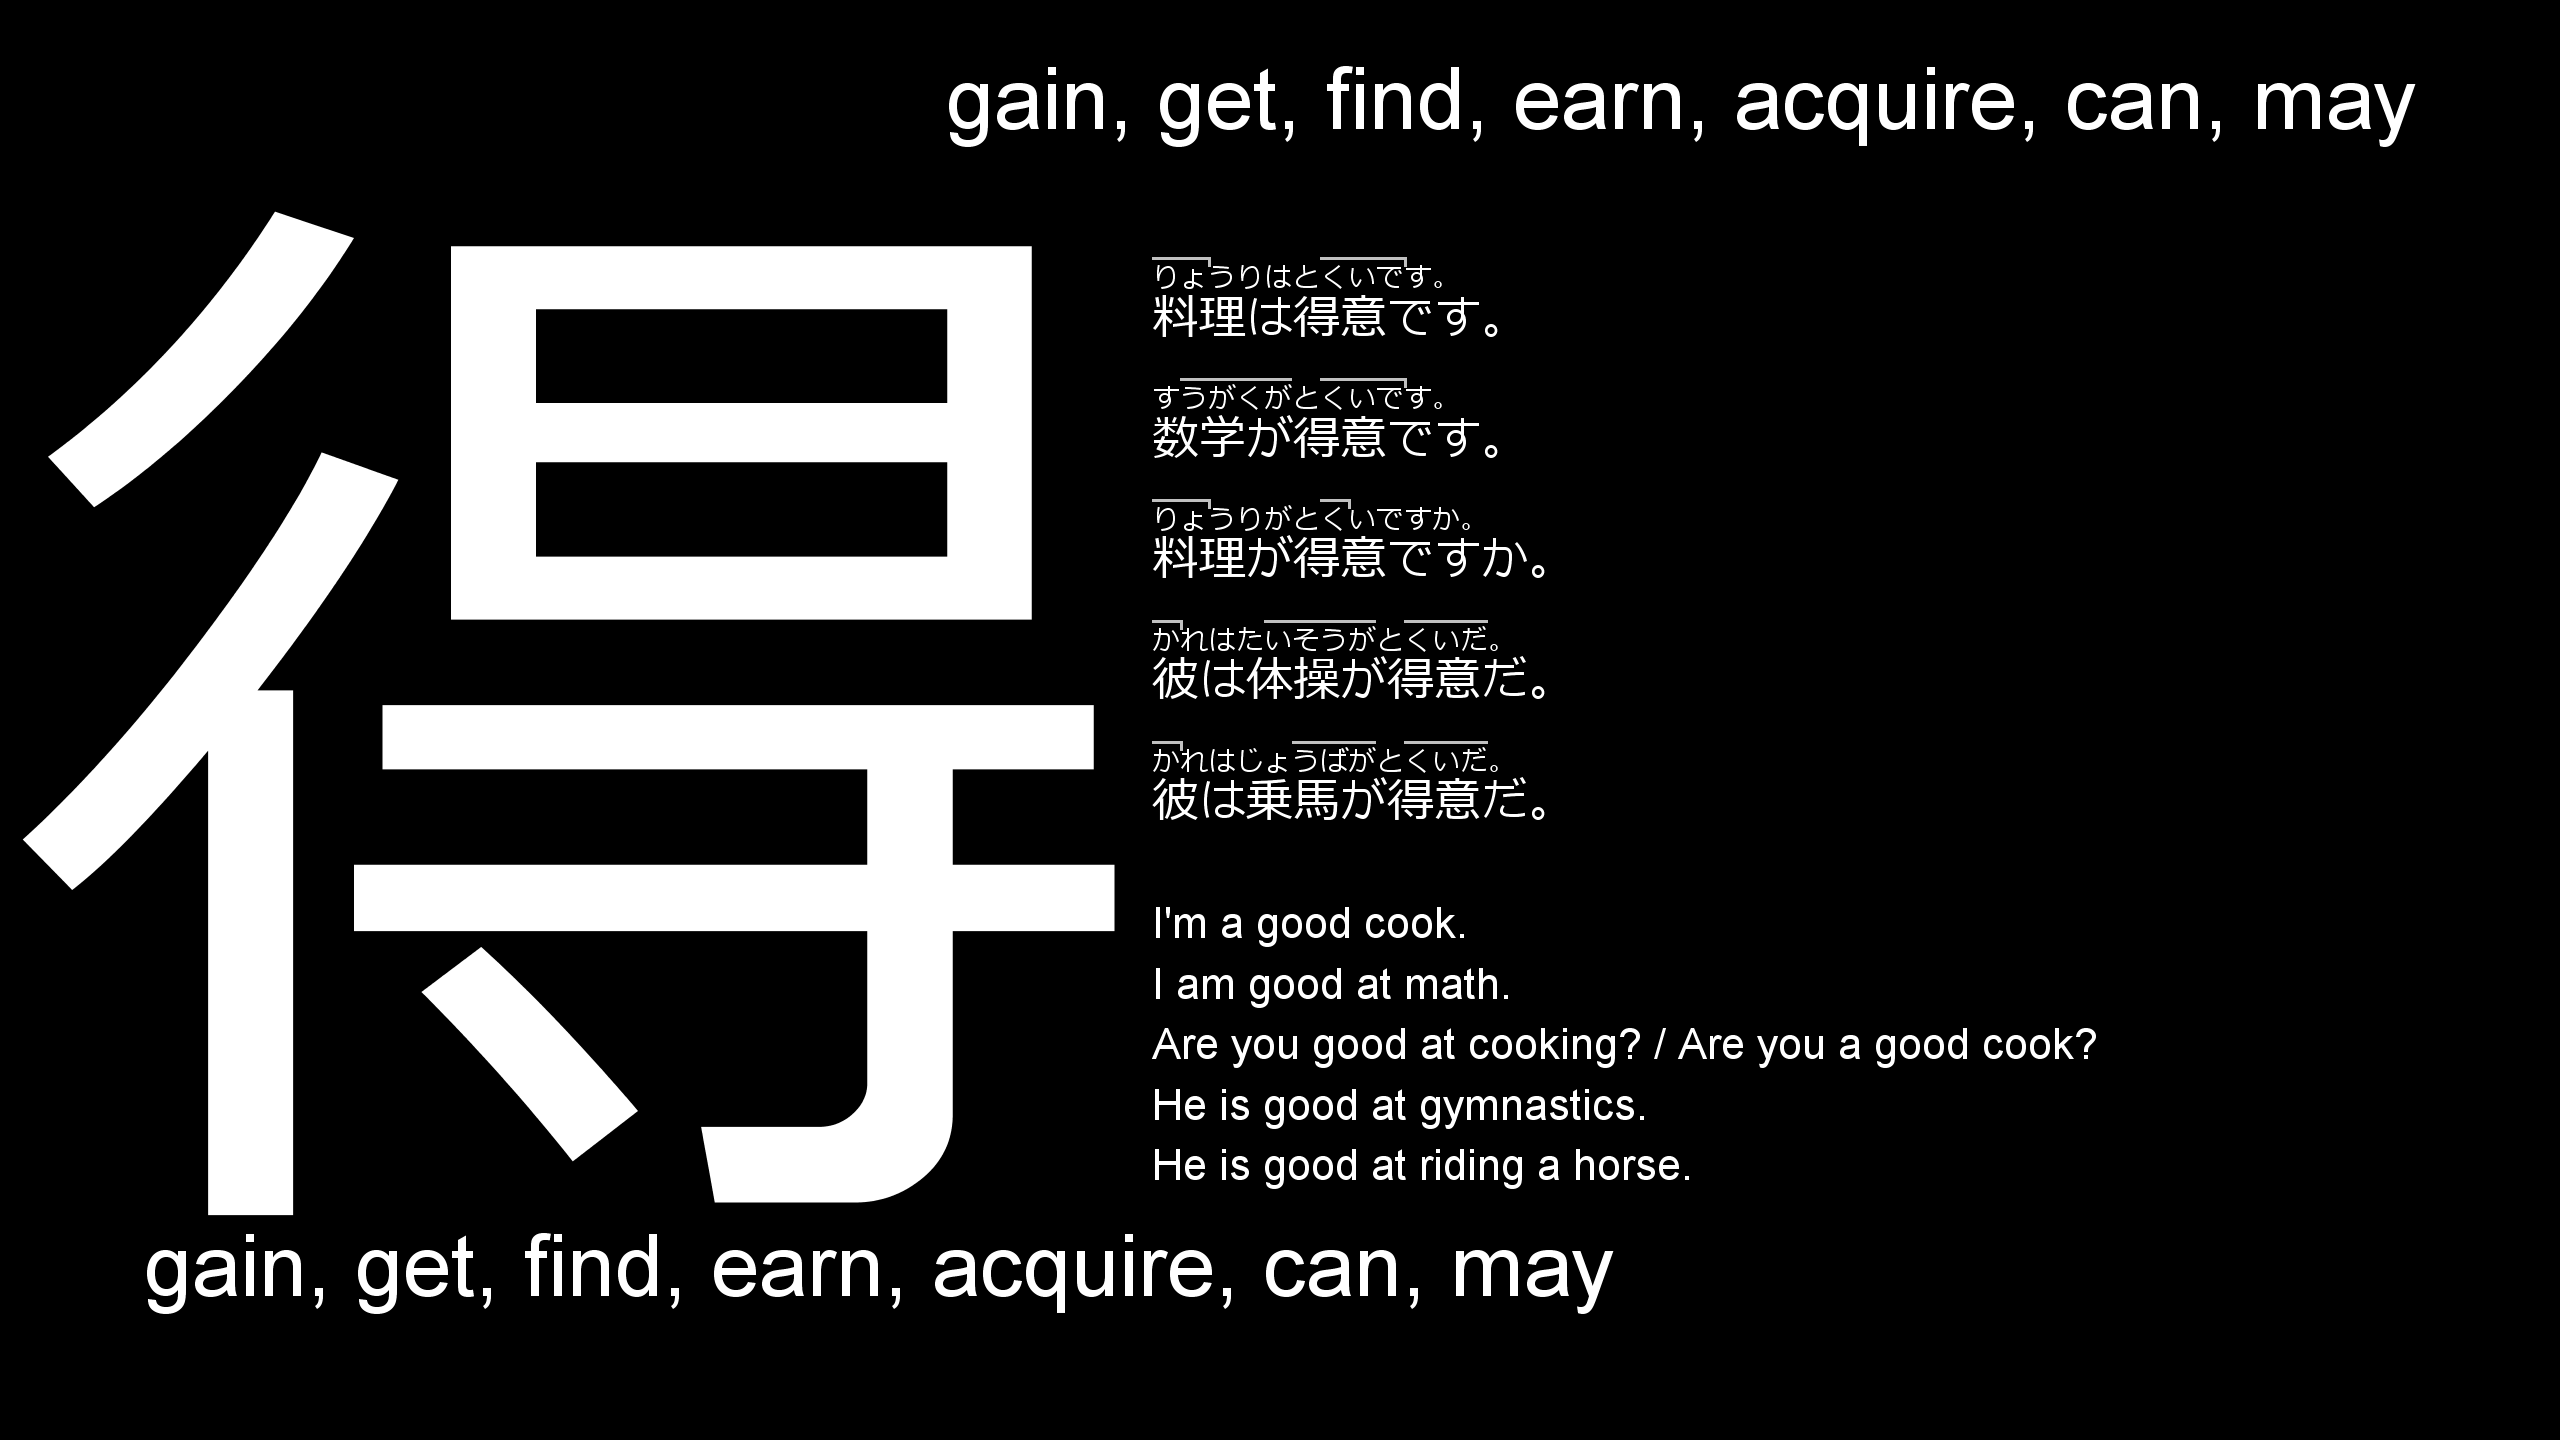 gain, get, find, earn, acquire, can, may
得
りょうりはとくいです。
料理は得意です。
すうがくがとくいです。
数学が得意です。
りょうりがとくいですか。
料理が得意ですか。
かれはたいそうがとくいだ。
彼は体操が得意だ。
かれはじょうばがとくいだ。
彼は乗馬が得意だ。
I'm a good cook.
I am good at math.
Are you good at cooking? / Are you a good cook?
He is good at gymnastics.
He is good at riding a horse.
gain, get, find, earn, acquire, can, may